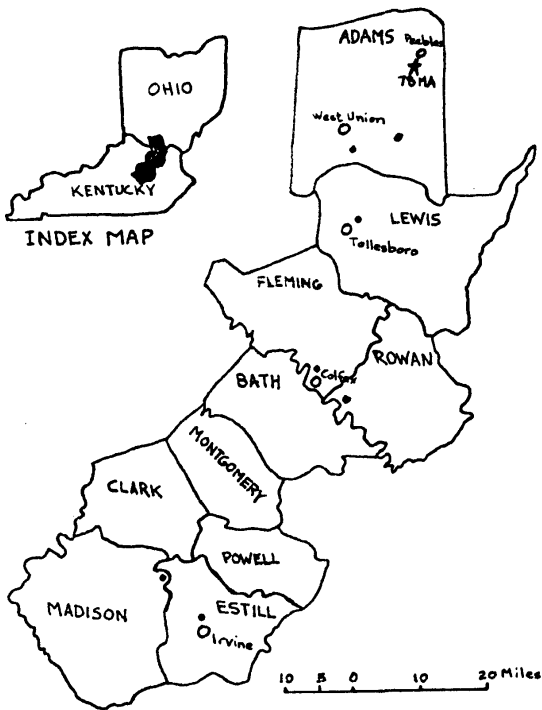 OHIO
KENTUCKY
INDEX MAP
ADAMS
Peebles
TOMA
West Union
LEWIS
Tollesboro
FLEMING
ROWAN
BATH
Colfax
MONTGOMERY
CLARK
POWELL
MADISON
ESTILL
Irvine
10 5 0 10 20 Miles